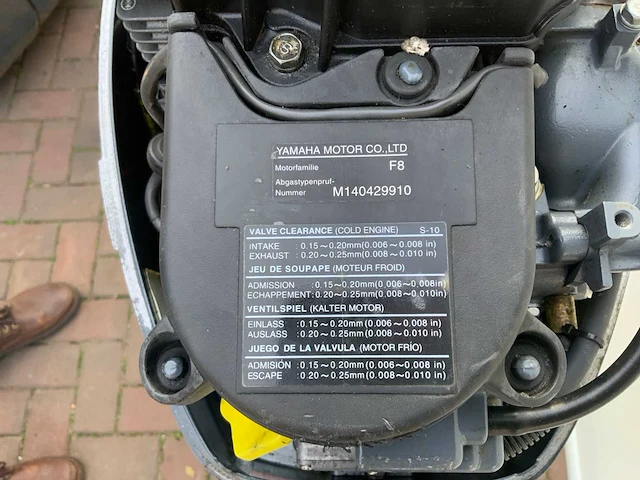 YAMAHA MOTOR CO.,LTD
Motorfamilie F8
Abgastypenpruf-
Nummer M140429910
VALVE CLEARANCE (COLD ENGINE) S-10
INTAKE : 0.15~0.20mm(0.006~0.008 in)
EXHAUST : 0.20~0.25mm(0.008~0.010 in)
JEU DE SOUPAPE (MOTEUR FROID)
ADMISSION : 0.15~0.20mm(0.006~0.008in)
ECHAPPEMENT : 0.20~0.25mm(0.008~0.010in)
VENTILSPIEL (KALTER MOTOR)
EINLASS : 0.15~0.20mm(0.006~0.008 in)
AUSLASS : 0.20~0.25mm(0.008~0.010 in)
JUEGO DE LA VÁLVULA (MOTOR FRÍO)
ADMISIÓN : 0.15~0.20mm(0.006~0.008 in)
ESCAPE : 0.20~0.25mm(0.008~0.010 in)